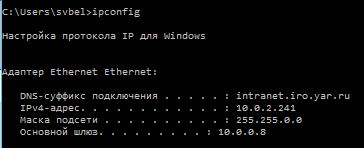 C:\Users\svbel>ipconfig
Настройка протокола IP для Windows
Адаптер Ethernet Ethernet:
DNS-суффикс подключения . . . . . : intranet.iro.yar.ru
IPv4-адрес. . . . . . . . . . . . : 10.0.2.241
Маска подсети . . . . . . . . . . : 255.255.0.0
Основной шлюз. . . . . . . . . : 10.0.0.8